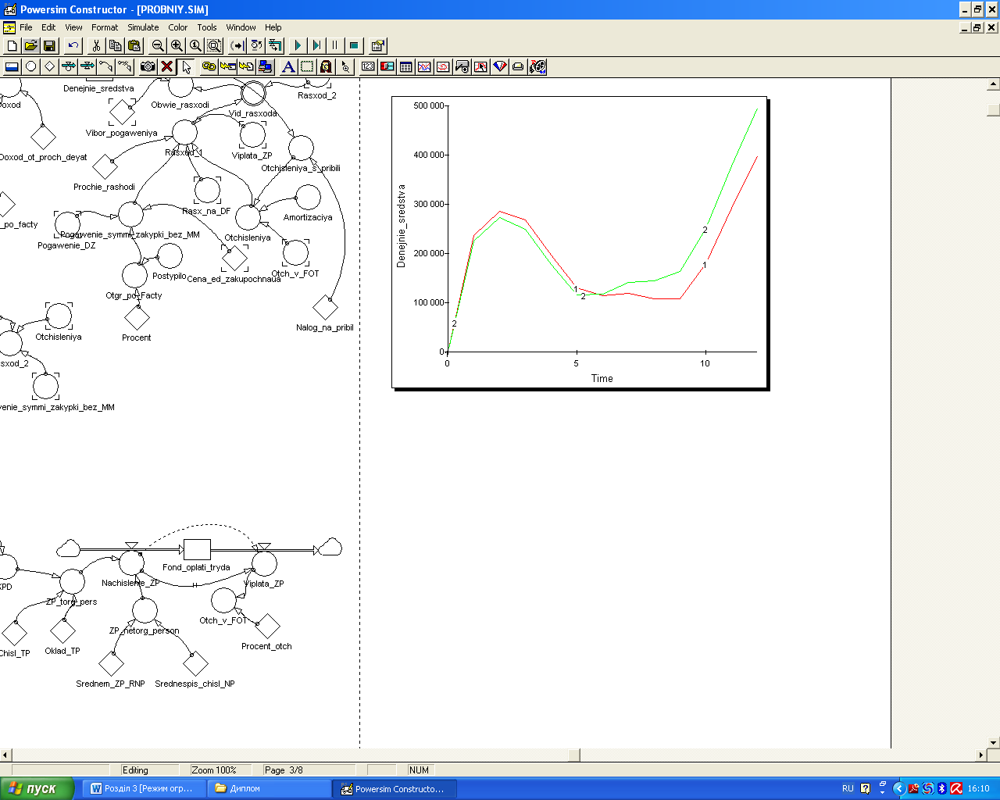 Powersim Constructor - [PROBNIY.SIM]
File Edit View Format Simulate Color Tools Window Help
Denejnie_sredstva
Doxod
Obwie_rasxodi
Rasxod_2
Vid_rasxoda
Vibor_pogaweniya
Doxod_ot_proch_deyat
Rasxod_1
Viplata_ZP
Otchisleniya_s_pribili
Prochie_rashodi
Rasx_na_DF
Amortizaciya
_po_facty
Pogawenie_symmi_zakypki_bez_MM
Otchisleniya
Pogawenie_DZ
Postypilo
Cena_ed_zakupochnaua
Otch_v_FOT
Otgr_po_Facty
Nalog_na_pribil
Procent
Otchisleniya
sxod_2
venie_symmi_zakypki_bez_MM
Fond_oplati_tryda
KPD
Nachislenie_ZP
Viplata_ZP
ZP_torg_pers
Otch_v_FOT
ZP_netorg_person
Chisl_TP
Oklad_TP
Procent_otch
Srednem_ZP_RNP
Srednespis_chisl_NP
500 000
400 000
300 000
200 000
100 000
0
Denejnie_sredstva
2
1
2
2
1
0
5
10
Time
Editing
Zoom 100%
Page 3/8
NUM
пуск
Розділ 3 [Режим огр...
Диплом
Powersim Constructo...
RU
16:10